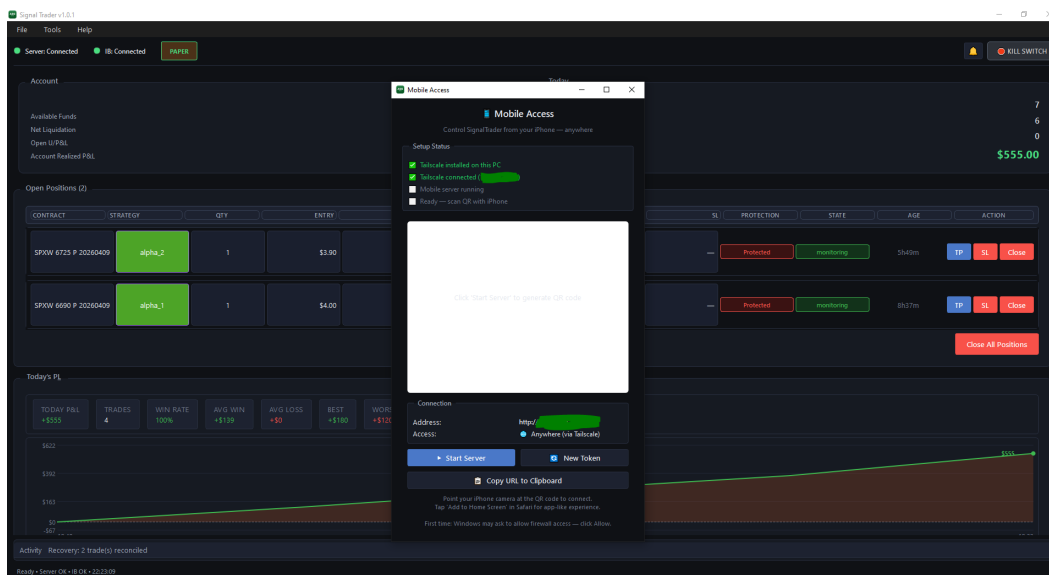 Signal Trader v1.0.1
File Tools Help
Server: Connected IB: Connected PAPER KILL SWITCH
Account
Available Funds
Net Liquidation
Open U/P&L
Account Realized P&L
Today
7
6
0
$555.00
Open Positions (2)
CONTRACT STRATEGY QTY ENTRY SL PROTECTION STATE AGE ACTION
SPXW 6725 P 20260409 alpha_2 1 $3.90 — Protected monitoring 5h49m TP SL Close
SPXW 6690 P 20260409 alpha_1 1 $4.00 — Protected monitoring 8h37m TP SL Close
Close All Positions
Today's PL
TODAY P&L TRADES WIN RATE AVG WIN AVG LOSS BEST WORS
+$555 4 100% +$139 +$0 +$180 +$120
$622
$392
$163
$0
-$67
$555
Activity Recovery: 2 trade(s) reconciled
Ready • Server OK • IB OK • 22:23:09
Mobile Access
Mobile Access
Control SignalTrader from your iPhone — anywhere
Setup Status
Tailscale installed on this PC
Tailscale connected (
Mobile server running
Ready — scan QR with iPhone
Click 'Start Server' to generate QR code
Connection
Address: http:/
Access: Anywhere (via Tailscale)
Start Server New Token
Copy URL to Clipboard
Point your iPhone camera at the QR code to connect.
Tap 'Add to Home Screen' in Safari for app-like experience.
First time: Windows may ask to allow firewall access — click Allow.